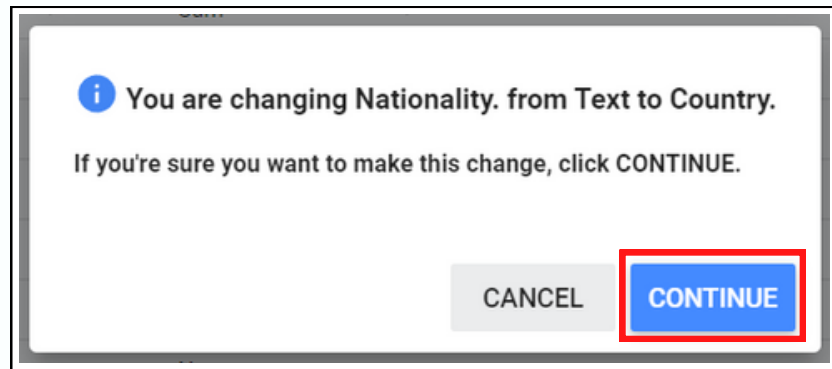 You are changing Nationality. from Text to Country.
If you're sure you want to make this change, click CONTINUE.
CANCEL CONTINUE